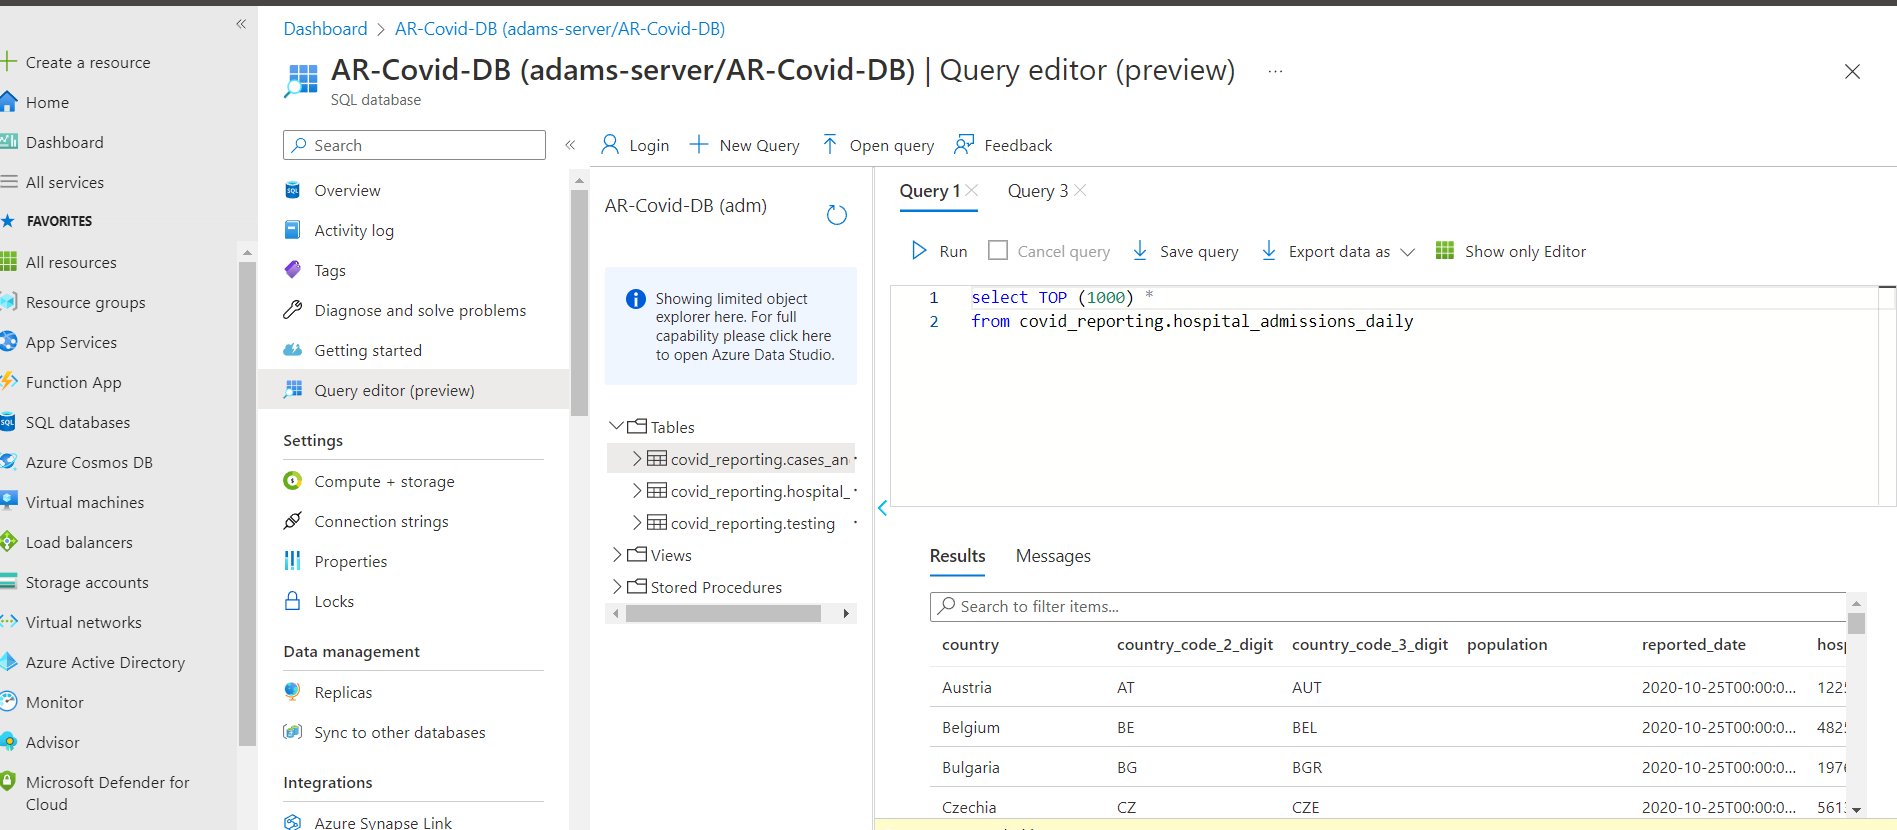 Dashboard > AR-Covid-DB (adams-server/AR-Covid-DB)
AR-Covid-DB (adams-server/AR-Covid-DB) | Query editor (preview) ...
SQL database
Create a resource
Home
Dashboard
All services
FAVORITES
All resources
Resource groups
App Services
Function App
SQL databases
Azure Cosmos DB
Virtual machines
Load balancers
Storage accounts
Virtual networks
Azure Active Directory
Monitor
Advisor
Microsoft Defender for
Cloud
Search
Overview
Activity log
Tags
Diagnose and solve problems
Getting started
Query editor (preview)
Settings
Compute + storage
Connection strings
Properties
Locks
Data management
Replicas
Sync to other databases
Integrations
Azure Synapse Link
Login New Query Open query Feedback
AR-Covid-DB (adm)
Showing limited object
explorer here. For full
capability please click here
to open Azure Data Studio.
Tables
covid_reporting.cases_an
covid_reporting.hospital_
covid_reporting.testing
Views
Stored Procedures
Query 1 Query 3
Run Cancel query Save query Export data as Show only Editor
1 select TOP (1000) *
2 from covid_reporting.hospital_admissions_daily
Results Messages
Search to filter items...
country country_code_2_digit country_code_3_digit population reported_date hosp
Austria AT AUT 2020-10-25T00:00:0... 1225
Belgium BE BEL 2020-10-25T00:00:0... 4825
Bulgaria BG BGR 2020-10-25T00:00:0... 1976
Czechia CZ CZE 2020-10-25T00:00:0... 5613